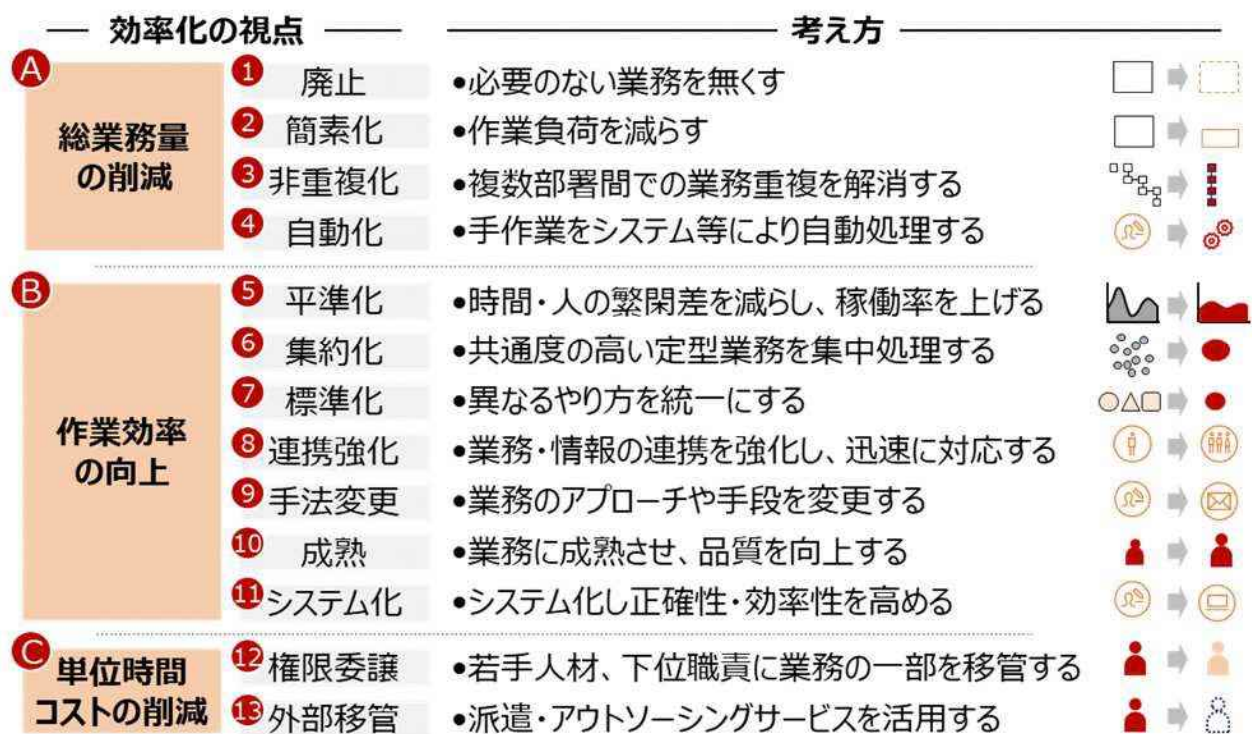 効率化の視点 考え方
A
総業務量
の削減
1 廃止 •必要のない業務を無くす
2 簡素化 •作業負荷を減らす
3 非重複化 •複数部署間での業務重複を解消する
4 自動化 •手作業をシステム等により自動処理する
B
作業効率
の向上
5 平準化 •時間・人の繁閑差を減らし、稼働率を上げる
6 集約化 •共通度の高い定型業務を集中処理する
7 標準化 •異なるやり方を統一にする
8 連携強化 •業務・情報の連携を強化し、迅速に対応する
9 手法変更 •業務のアプローチや手段を変更する
10 成熟 •業務に成熟させ、品質を向上する
11 システム化 •システム化し正確性・効率性を高める
C
単位時間
コストの削減
12 権限委譲 •若手人材、下位職責に業務の一部を移管する
13 外部移管 •派遣・アウトソーシングサービスを活用する